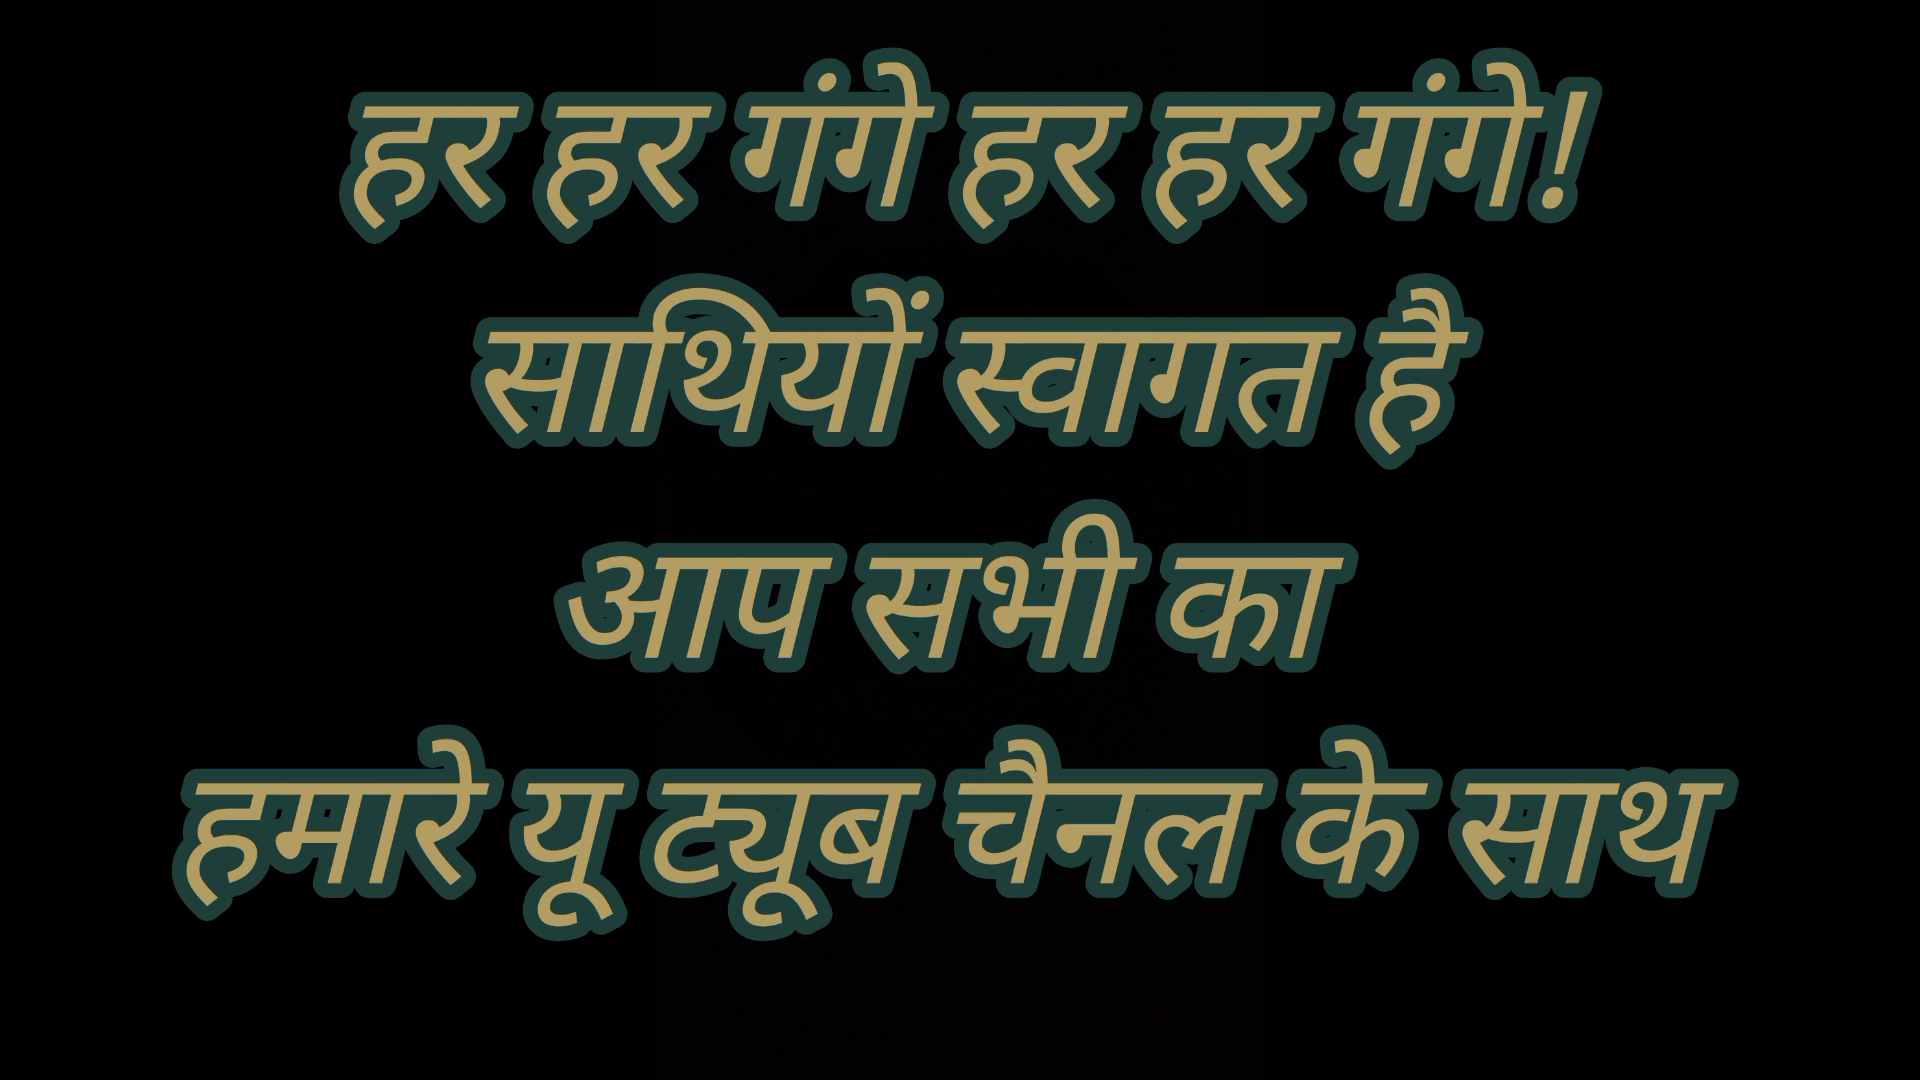 हर हर गंगे हर हर गंगे!
साथियों स्वागत है
आप सभी का
हमारे यू ट्यूब चैनल के साथ